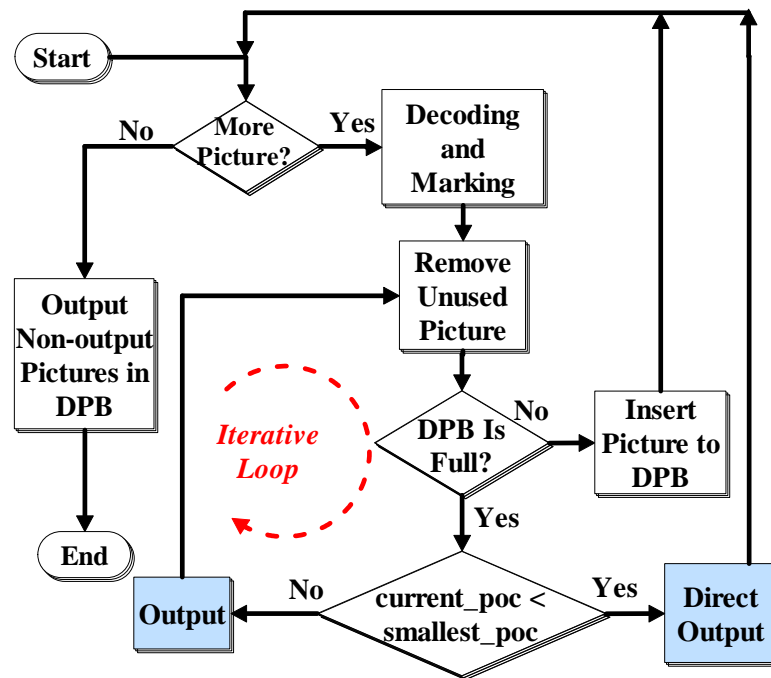 Start
More
Picture?
No
Yes
Decoding
and
Marking
Remove
Unused
Picture
Output
Non-output
Pictures in
DPB
End
Iterative
Loop
DPB Is
Full?
No
Insert
Picture to
DPB
Yes
current_poc <
smallest_poc
No
Output
Yes
Direct
Output